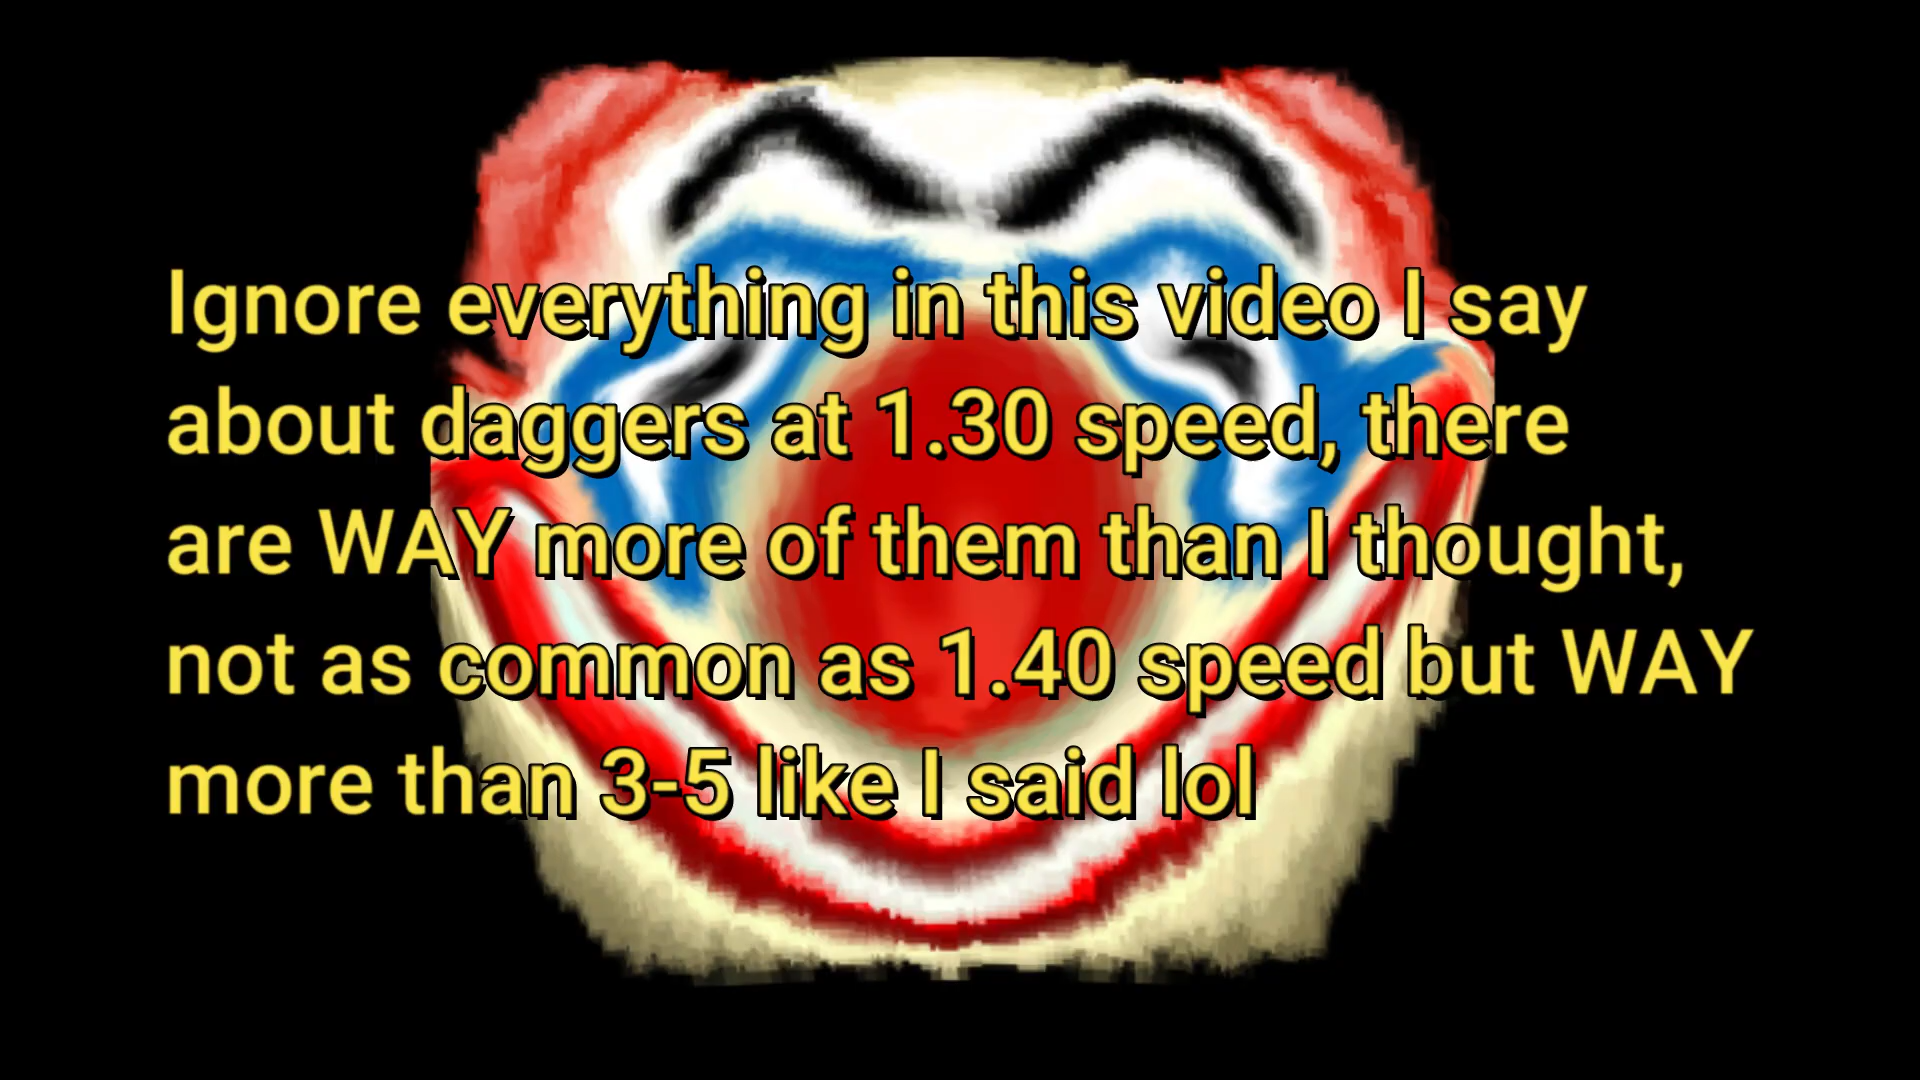 Ignore everything in this video I say
about daggers at 1.30 speed, there
are WAY more of them than I thought,
not as common as 1.40 speed but WAY
more than 3-5 like I said lol